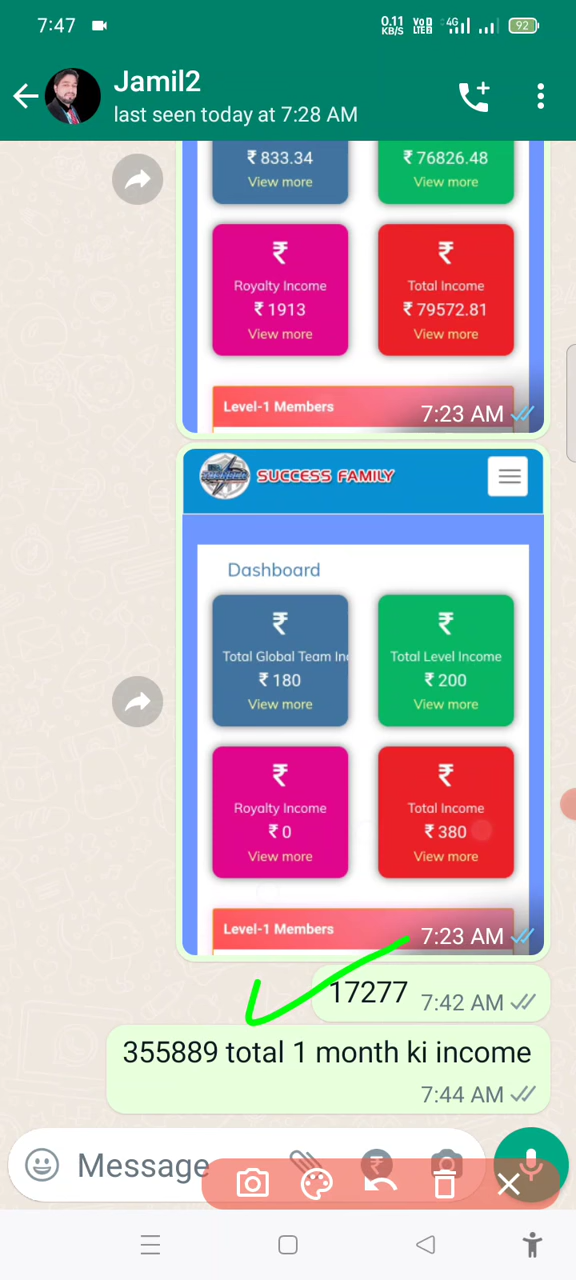 7:47
0.11 KB/S
Vo LTE 2
4G
92
Jamil2
last seen today at 7:28 AM
₹ 833.34
₹ 76826.48
View more
View more
₹
₹
Royalty Income
Total Income
₹ 1913
₹ 79572.81
View more
View more
Level-1 Members
7:23 AM
SUCCESS FAMILY
Dashboard
₹
₹
Total Global Team In
Total Level Income
₹ 180
₹ 200
View more
View more
₹
₹
Royalty Income
Total Income
₹ 0
₹ 380
View more
View more
Level-1 Members
7:23 AM
17277
7:42 AM
355889 total 1 month ki income
7:44 AM
Message
₹